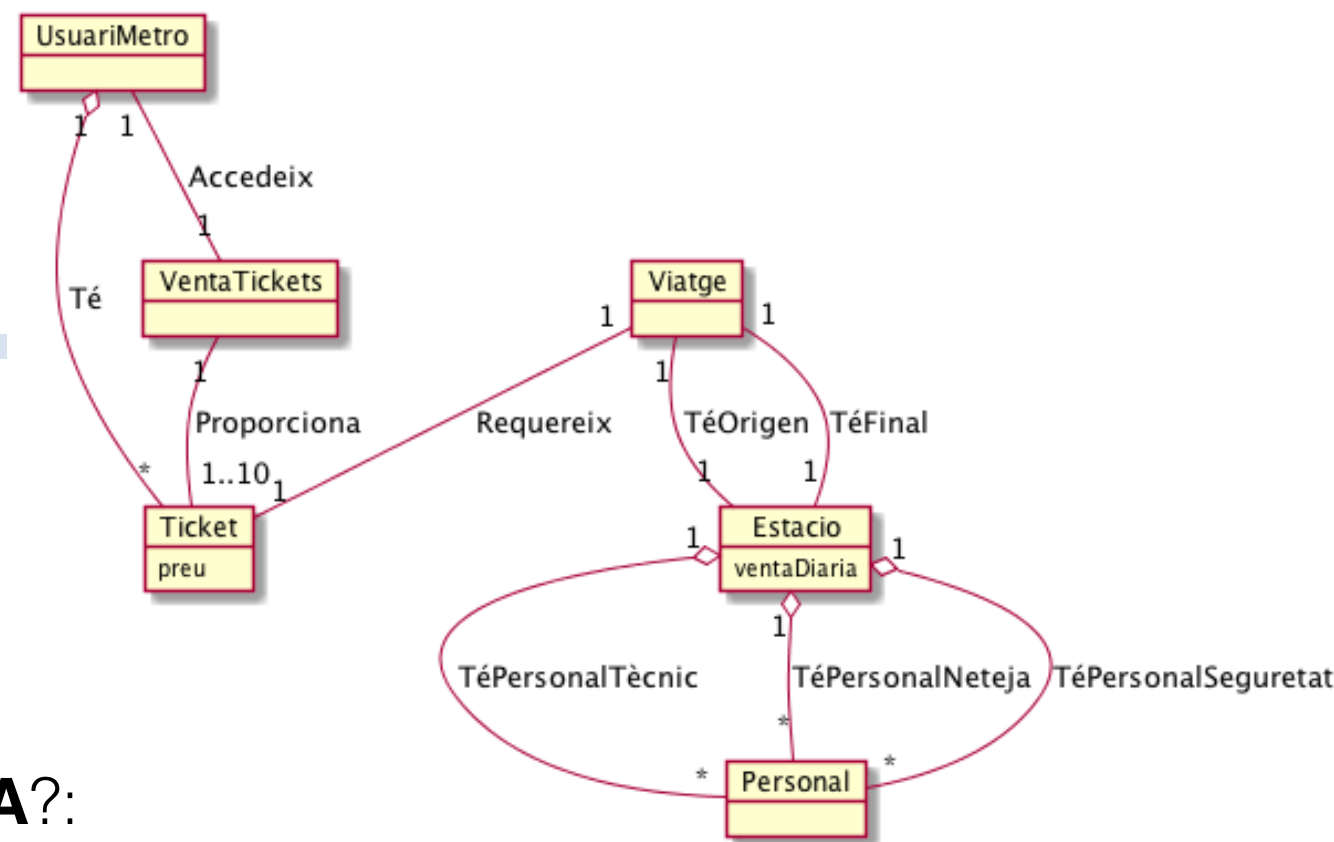 UsuariMetro
1
1
Accedeix
1
VentaTickets
Viatge
Té
1
1
1
1
Proporciona
Requereix
TéOrigen
TéFinal
*
1..10
1
1
1
Ticket
preu
Estacio
ventaDiaria
1
1
1
TéPersonalTècnic
TéPersonalNeteja
TéPersonalSeguretat
*
*
*
Personal
A?: